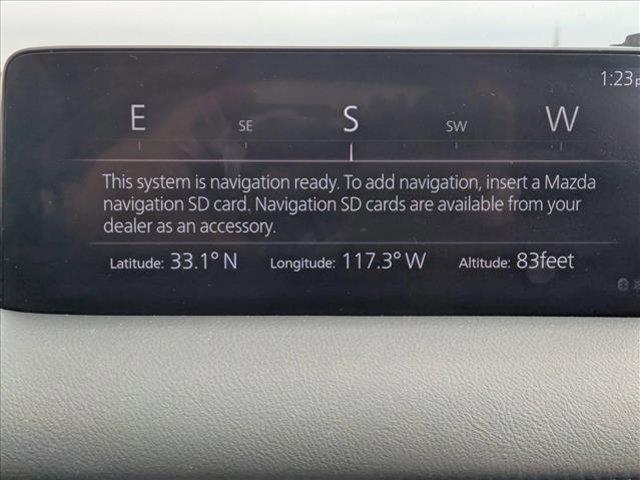 1:23p
E SE S SW W
This system is navigation ready. To add navigation, insert a Mazda
navigation SD card. Navigation SD cards are available from your
dealer as an accessory.
Latitude: 33.1° N Longitude: 117.3° W Altitude: 83feet